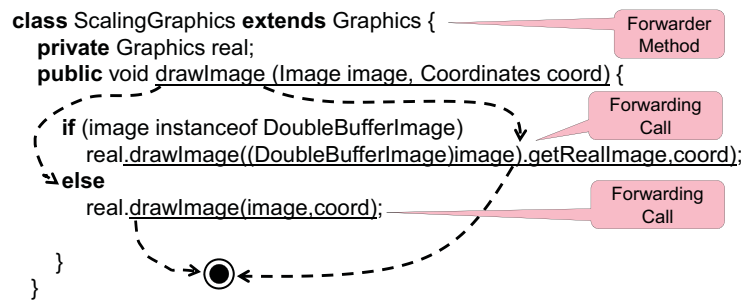 class ScalingGraphics extends Graphics {
Forwarder
Method
private Graphics real;
public void drawImage (Image image, Coordinates coord) {
Forwarding
Call
if (image instanceof DoubleBufferImage)
real.drawImage((DoubleBufferImage)image).getRealImage,coord);
else
Forwarding
Call
real.drawImage(image,coord);
}
}